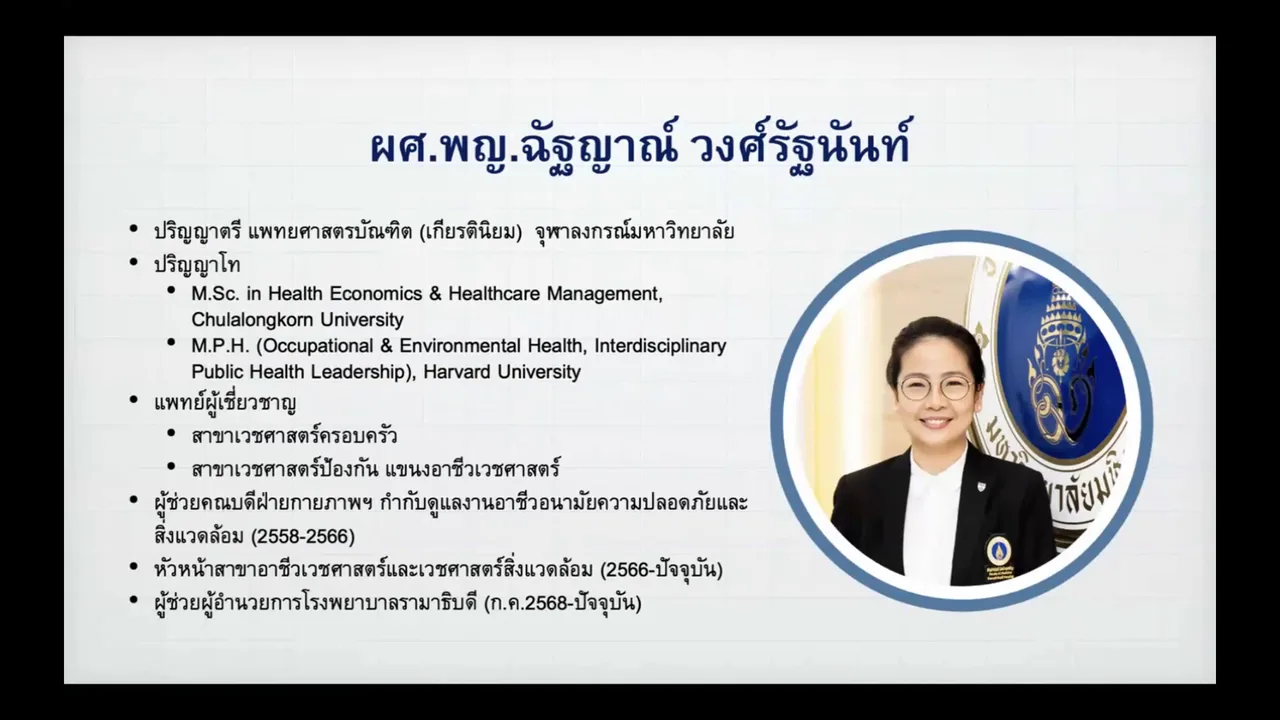 ผศ.พญ.ฉัฐญาณ์ วงศ์รัฐนันท์
• ปริญญาตรี แพทยศาสตรบัณฑิต (เกียรตินิยม) จุฬาลงกรณ์มหาวิทยาลัย
• ปริญญาโท
• M.Sc. in Health Economics & Healthcare Management,
Chulalongkorn University
• M.P.H. (Occupational & Environmental Health, Interdisciplinary
Public Health Leadership), Harvard University
• แพทย์ผู้เชี่ยวชาญ
• สาขาเวชศาสตร์ครอบครัว
• สาขาเวชศาสตร์ป้องกัน แขนงอาชีวเวชศาสตร์
• ผู้ช่วยคณบดีฝ่ายกายภาพฯ กำกับดูแลงานอาชีวอนามัยความปลอดภัยและ
สิ่งแวดล้อม (2558-2566)
• หัวหน้าสาขาอาชีวเวชศาสตร์และเวชศาสตร์สิ่งแวดล้อม (2566-ปัจจุบัน)
• ผู้ช่วยผู้อำนวยการโรงพยาบาลรามาธิบดี (ก.ค.2568-ปัจจุบัน)